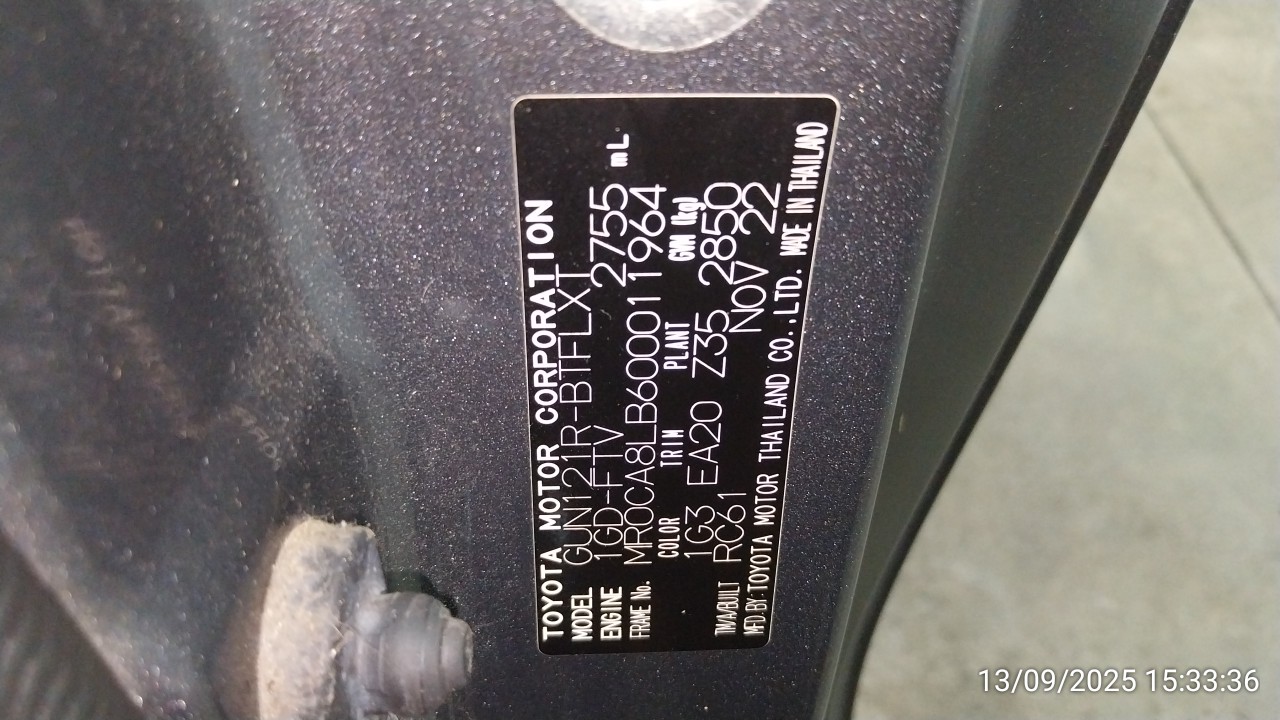 TOYOTA MOTOR CORPORATION
MODEL GUN121R-BTFLXT
ENGINE 1GD-FTV 2755 mL
FRAME No. MR0CA8LB600011964
COLOR TRIM PLANT GVM (kg)
1G3 EA20 Z35 2850
TM/A/BUILT RC61 NOV 22
MFD.BY:TOYOTA MOTOR THAILAND CO.,LTD. MADE IN THAILAND
13/09/2025 15:33:36